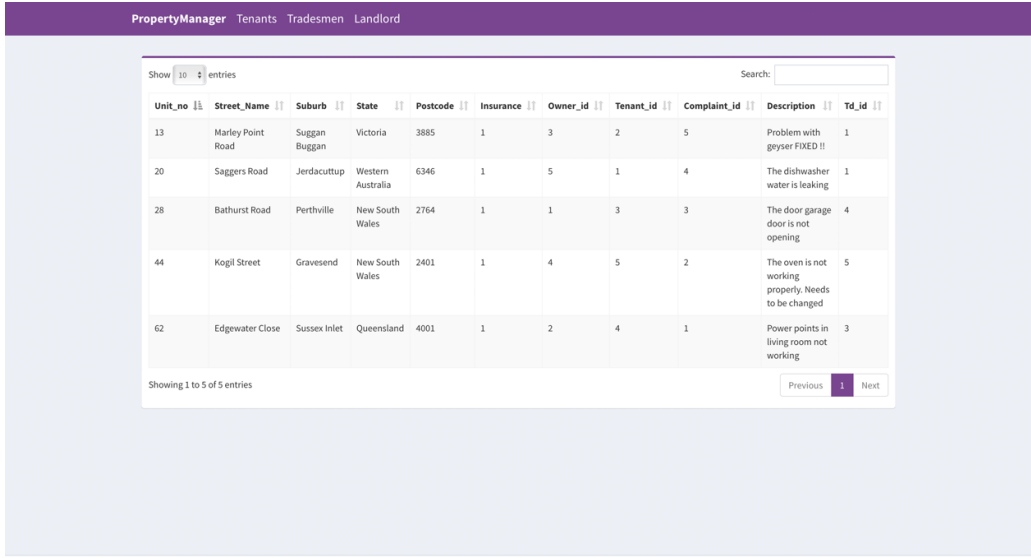 PropertyManager Tenants Tradesmen Landlord
Show 10 entries
Search:
Unit_no Street_Name Suburb State Postcode Insurance Owner_id Tenant_id Complaint_id Description Td_id
13 Marley Point Suggan Victoria 3885 1 3 2 5 Problem with 1
Road Buggan geyser FIXED !!
20 Saggers Road Jerdacuttup Western 6346 1 5 1 4 The dishwasher 1
Australia water is leaking
28 Bathurst Road Perthville New South 2764 1 1 3 3 The door garage 4
Wales door is not
opening
44 Kogil Street Gravesend New South 2401 1 4 5 2 The oven is not 5
Wales working
properly. Needs
to be changed
62 Edgewater Close Sussex Inlet Queensland 4001 1 2 4 1 Power points in 3
living room not
working
Showing 1 to 5 of 5 entries
Previous 1 Next